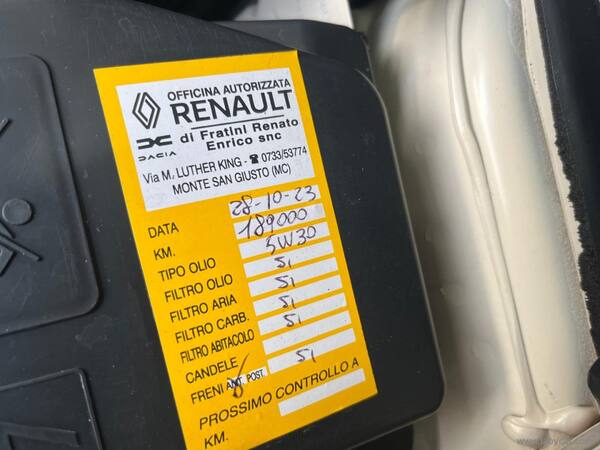 OFFICINA AUTORIZZATA
RENAULT
DACIA
di Fratini Renato
Enrico snc
Via M. LUTHER KING - ☎ 0733/53774
MONTE SAN GIUSTO (MC)
DATA 28-10-23
KM. 189000
TIPO OLIO 5W30
FILTRO OLIO SI
FILTRO ARIA SI
FILTRO CARB. SI
FILTRO ABITACOLO SI
CANDELE
FRENI ANT. POST. SI
PROSSIMO CONTROLLO A
KM.